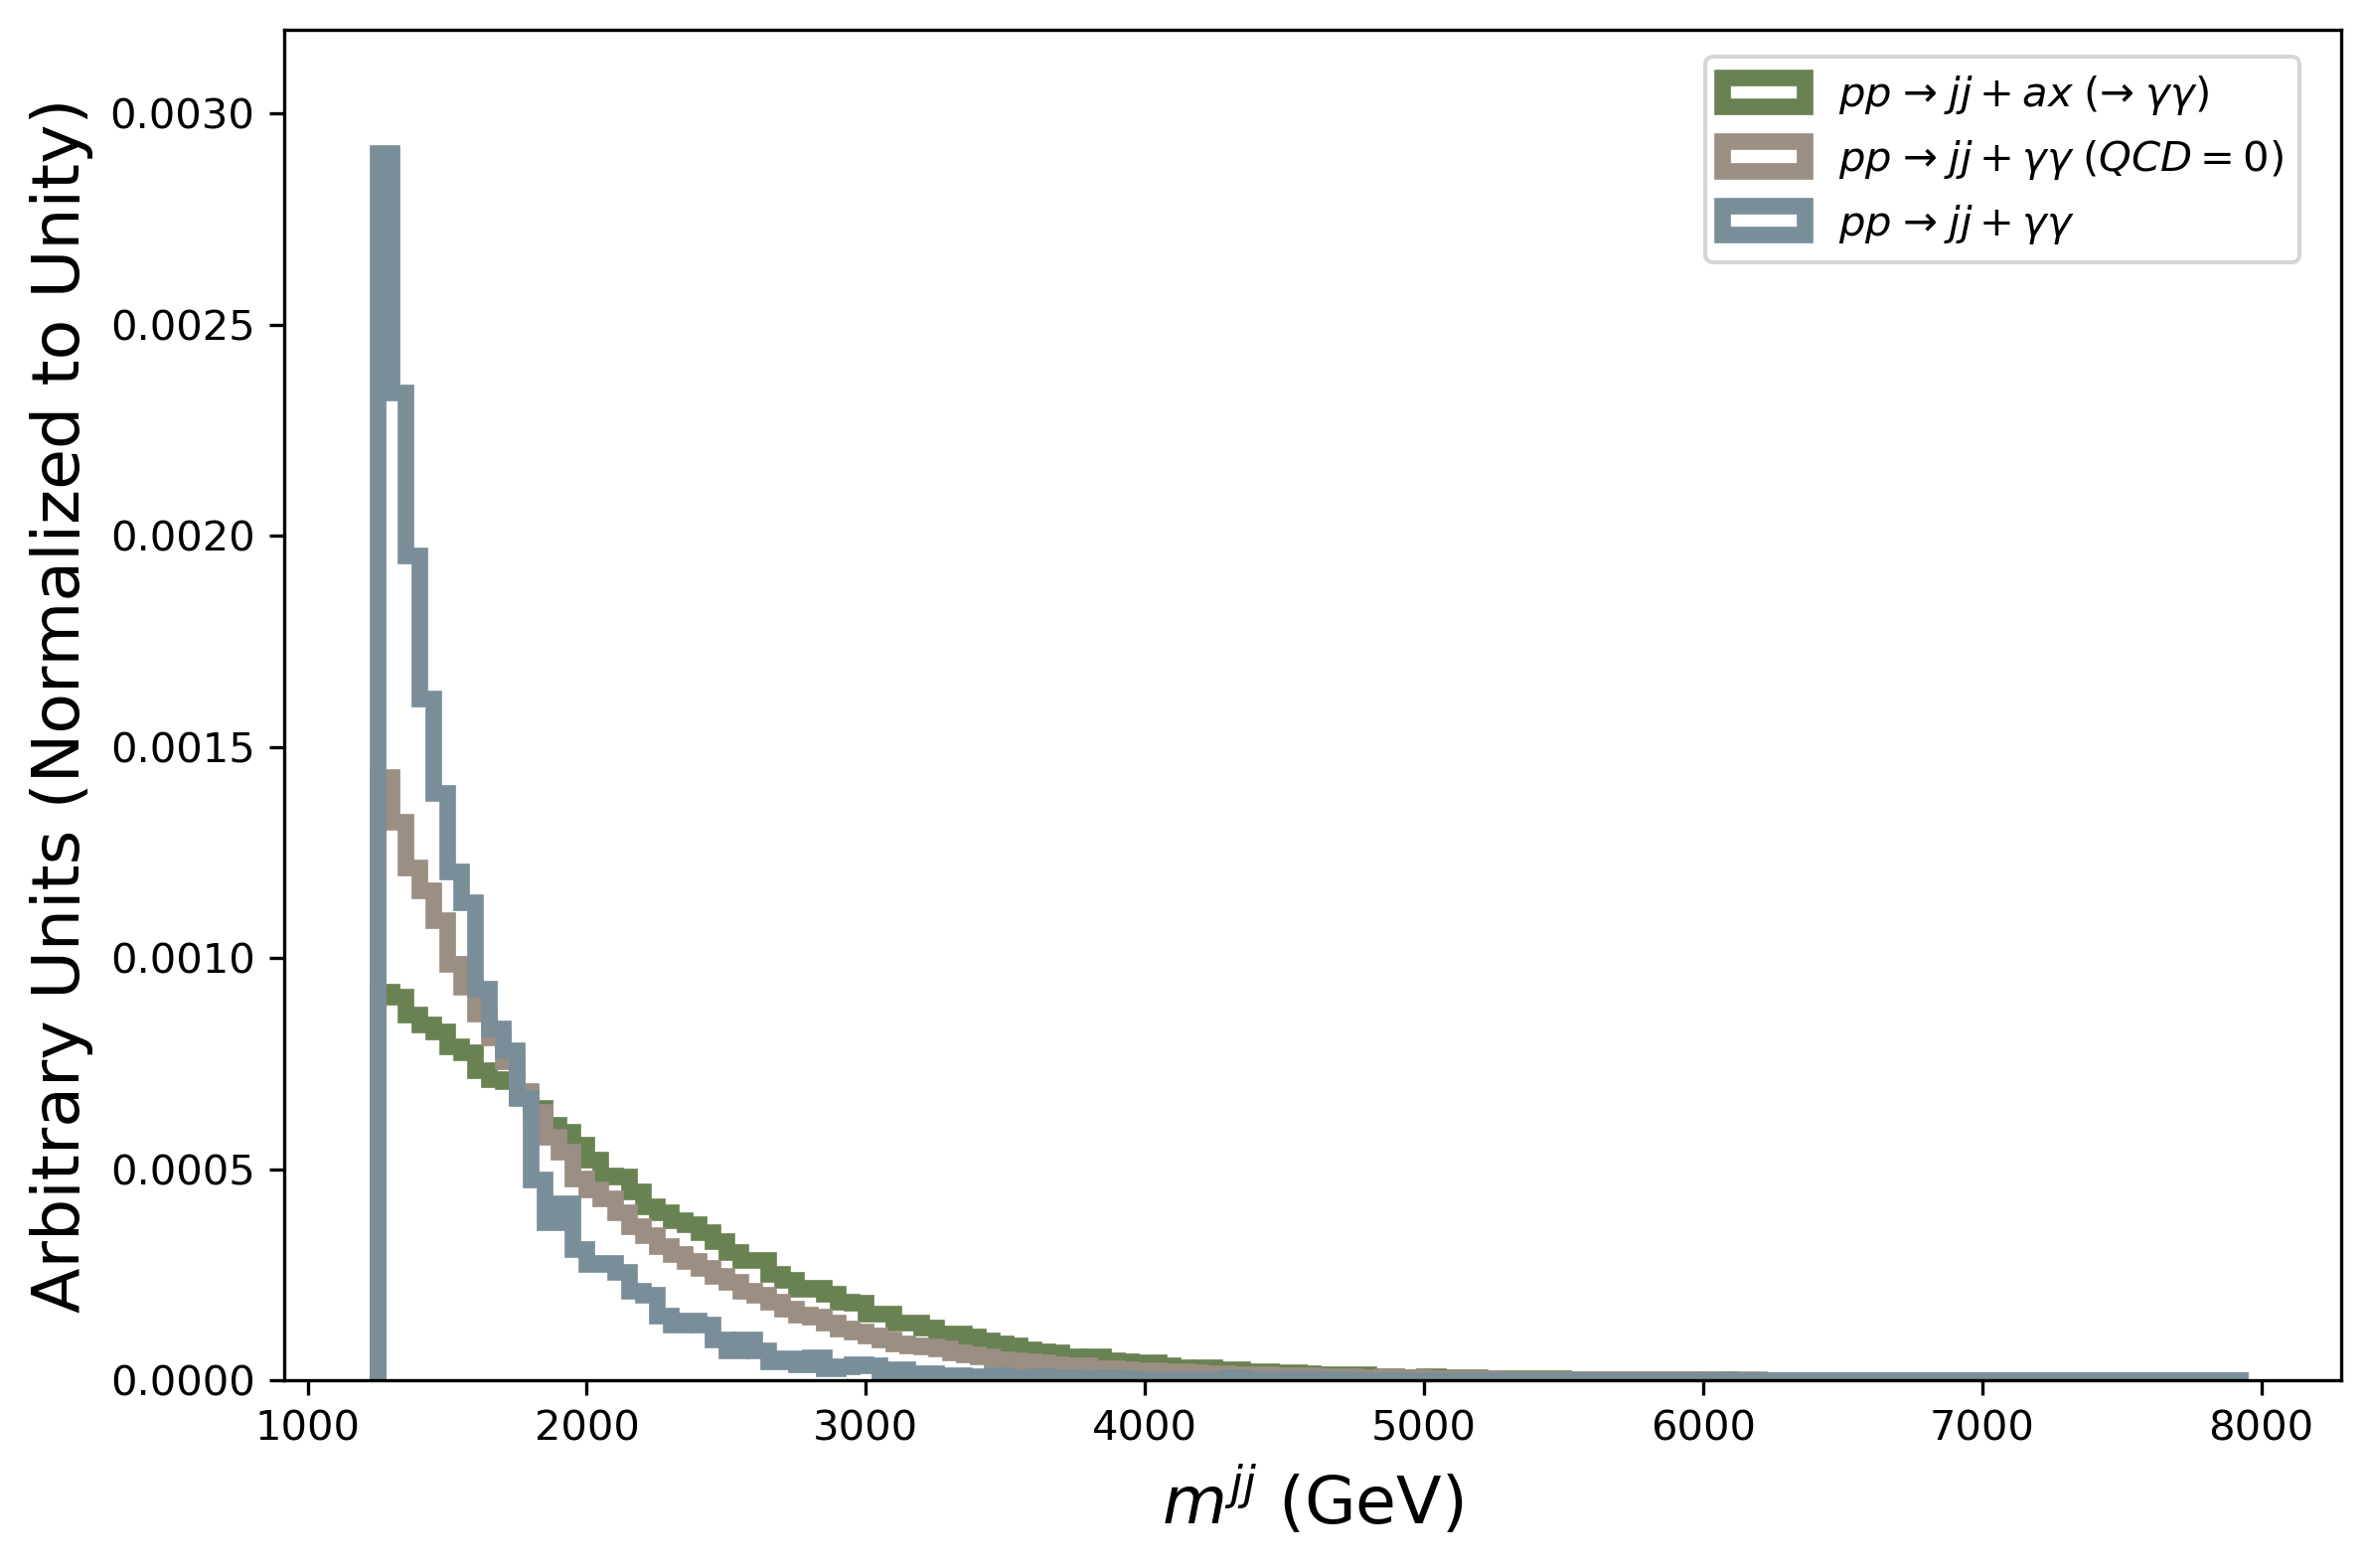 Arbitrary Units (Normalized to Unity)
0.0030
0.0025
0.0020
0.0015
0.0010
0.0005
0.0000
pp → jj + ax (→ γγ)
pp → jj + γγ (QCD = 0)
pp → jj + γγ
1000 2000 3000 4000 5000 6000 7000 8000
m^{jj} (GeV)